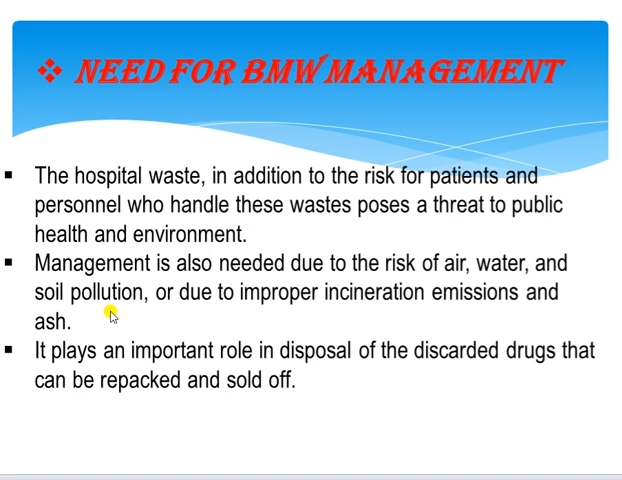 ❖ NEED FOR BMW MANAGEMENT
▪ The hospital waste, in addition to the risk for patients and
personnel who handle these wastes poses a threat to public
health and environment.
▪ Management is also needed due to the risk of air, water, and
soil pollution, or due to improper incineration emissions and
ash.
▪ It plays an important role in disposal of the discarded drugs that
can be repacked and sold off.